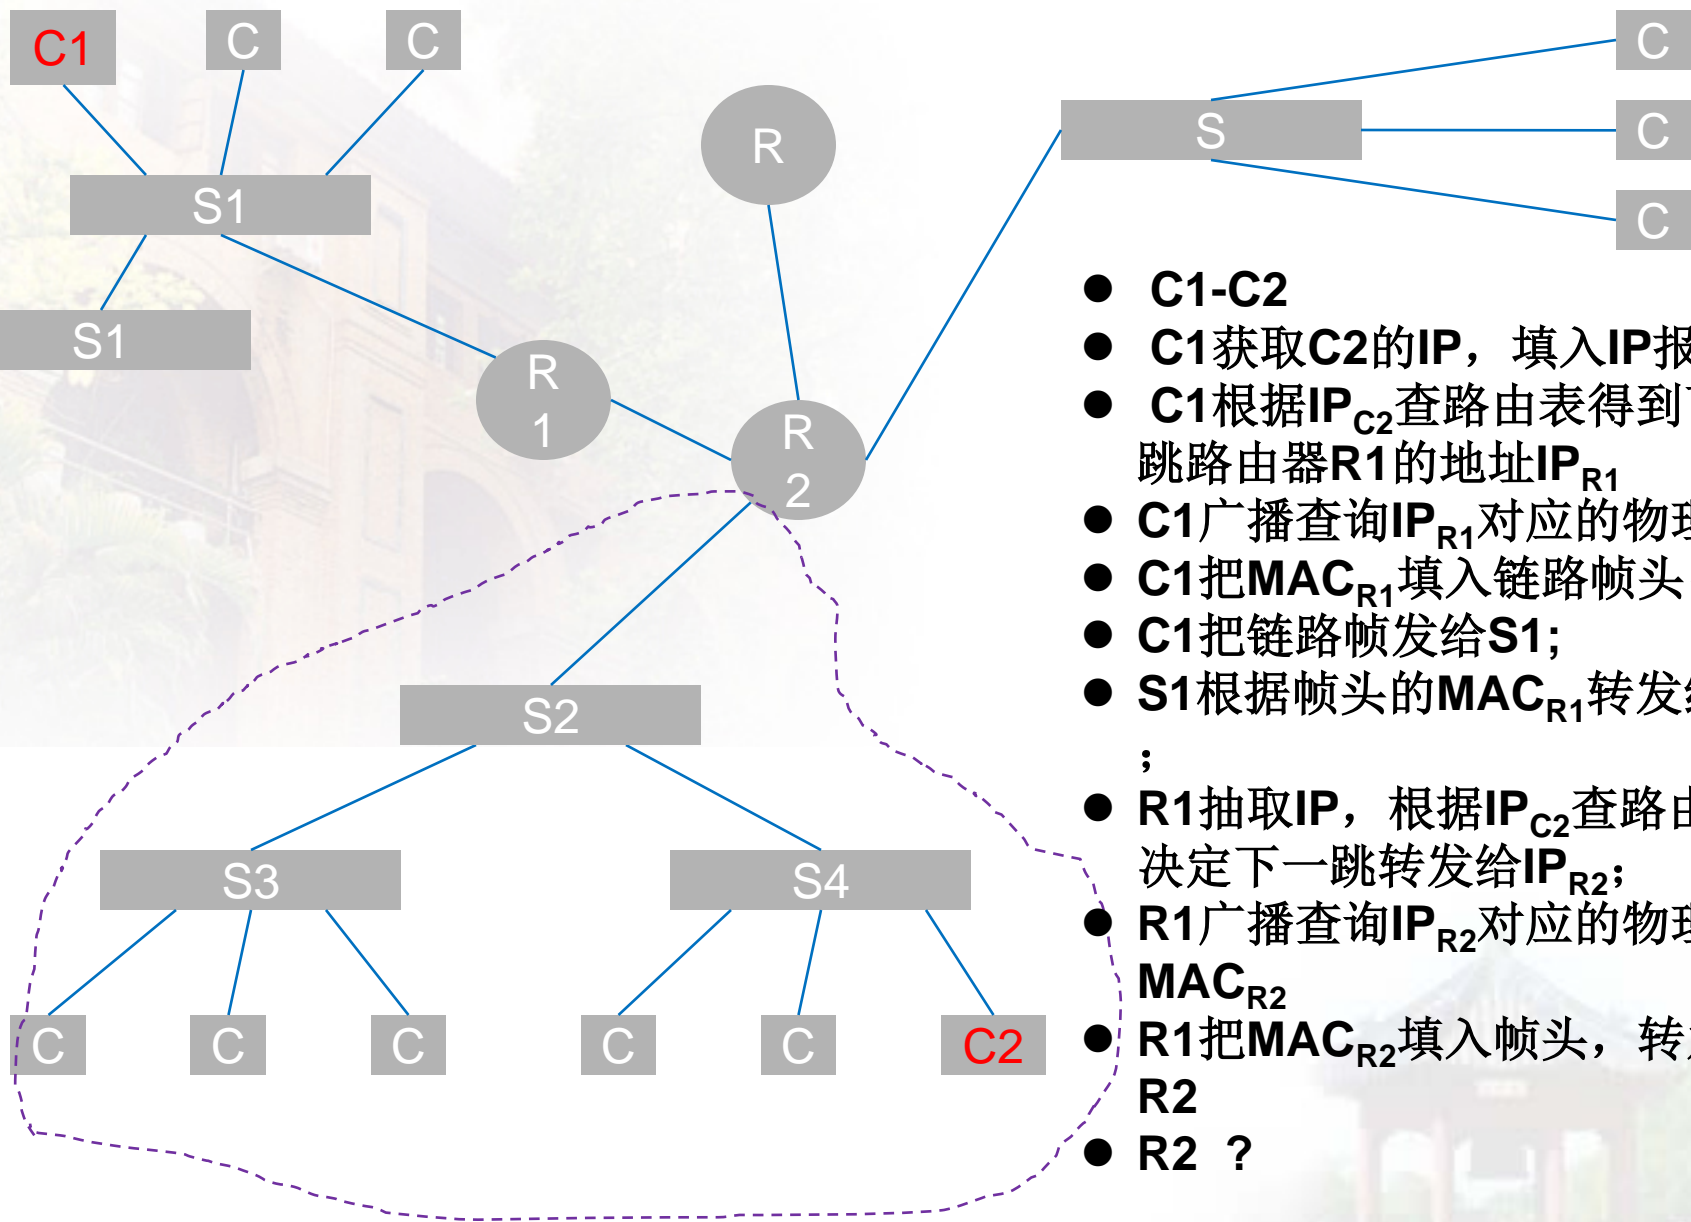 C1
C
C
C
R
S
C
S1
C
S1
R
1
R
2
C1-C2
C1获取C2的IP，填入IP报
C1根据IPC2查路由表得到
跳路由器R1的地址IPR1
C1广播查询IPR1对应的物
C1把MACR1填入链路帧头
C1把链路帧发给S1;
S1根据帧头的MACR1转发
；
R1抽取IP，根据IPC2查路
决定下一跳转发给IPR2；
R1广播查询IPR2对应的物
MACR2
R1把MACR2填入帧头，转
R2
R2 ？
S2
S3
S4
C
C
C
C
C
C2